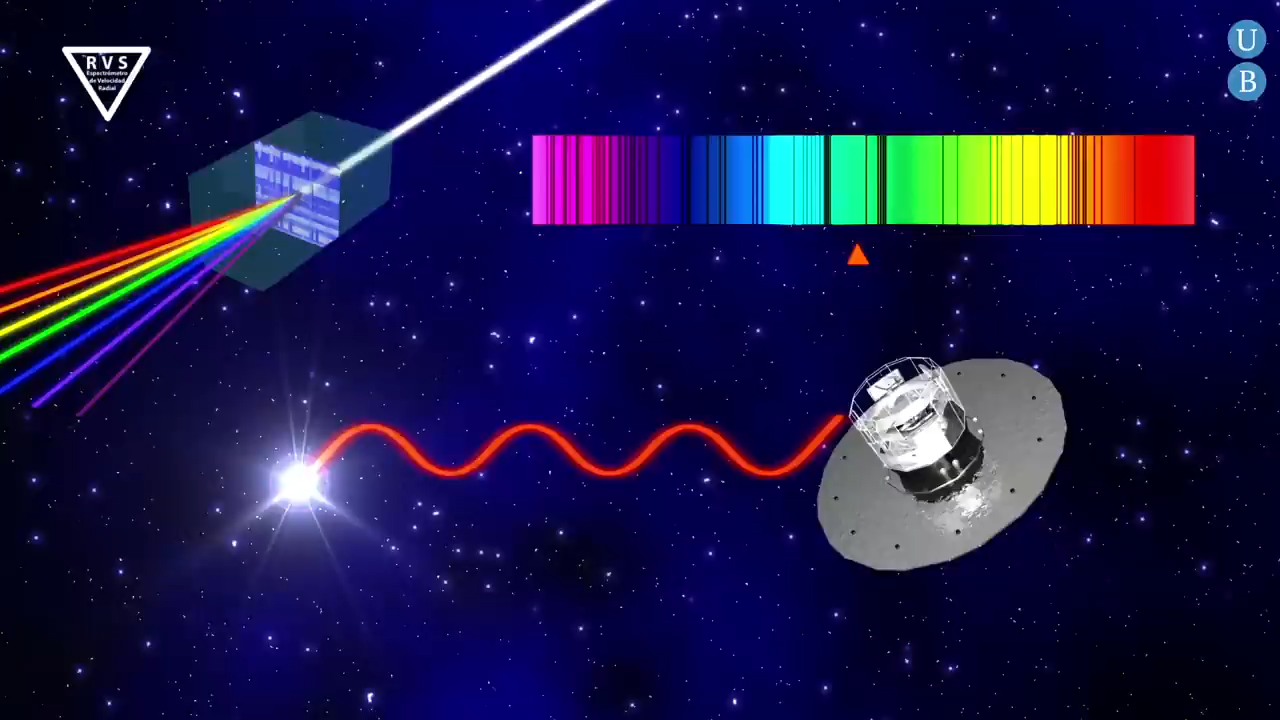 RVS
Espectrómetro
de Velocidad
Radial
U
B